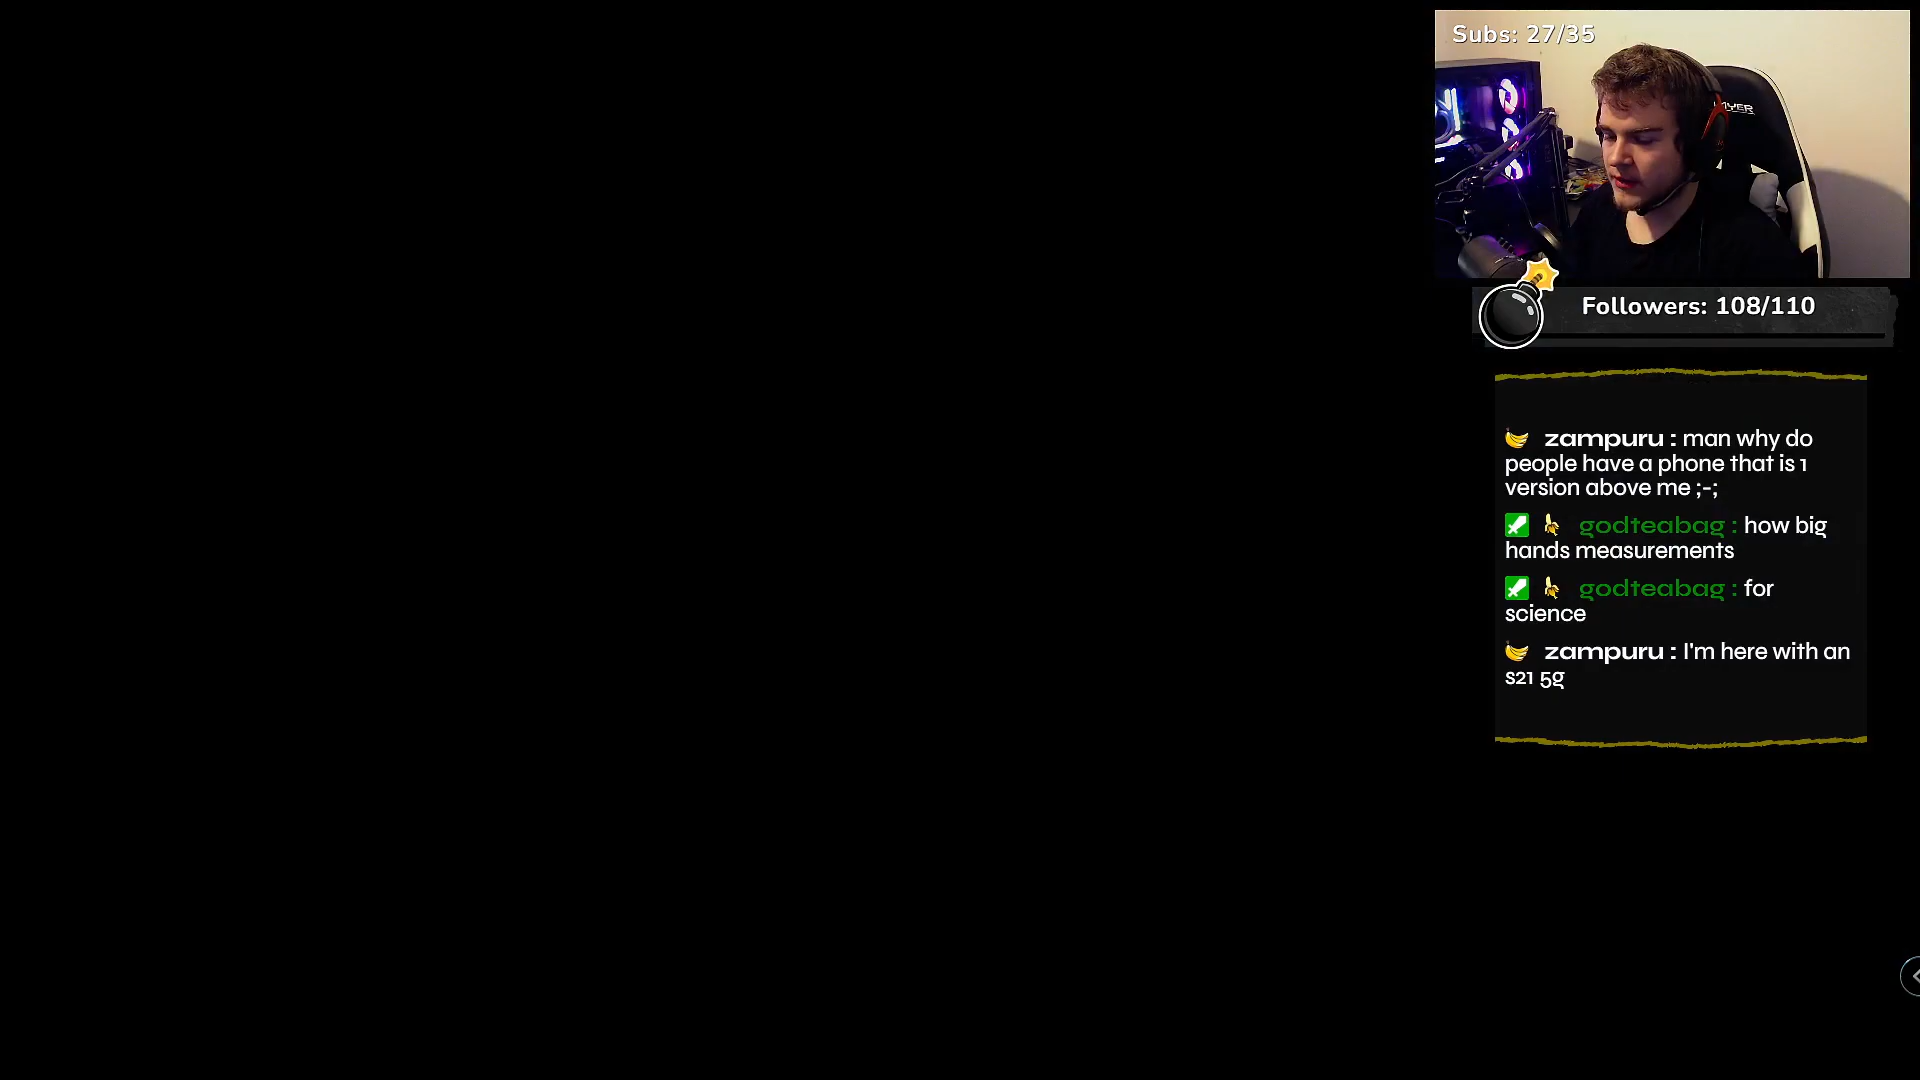 Subs: 27/35
Followers: 108/110
zampuru : man why do
people have a phone that is 1
version above me ;-;
godteabag : how big
hands measurements
godteabag : for
science
zampuru : I'm here with an
s21 5g